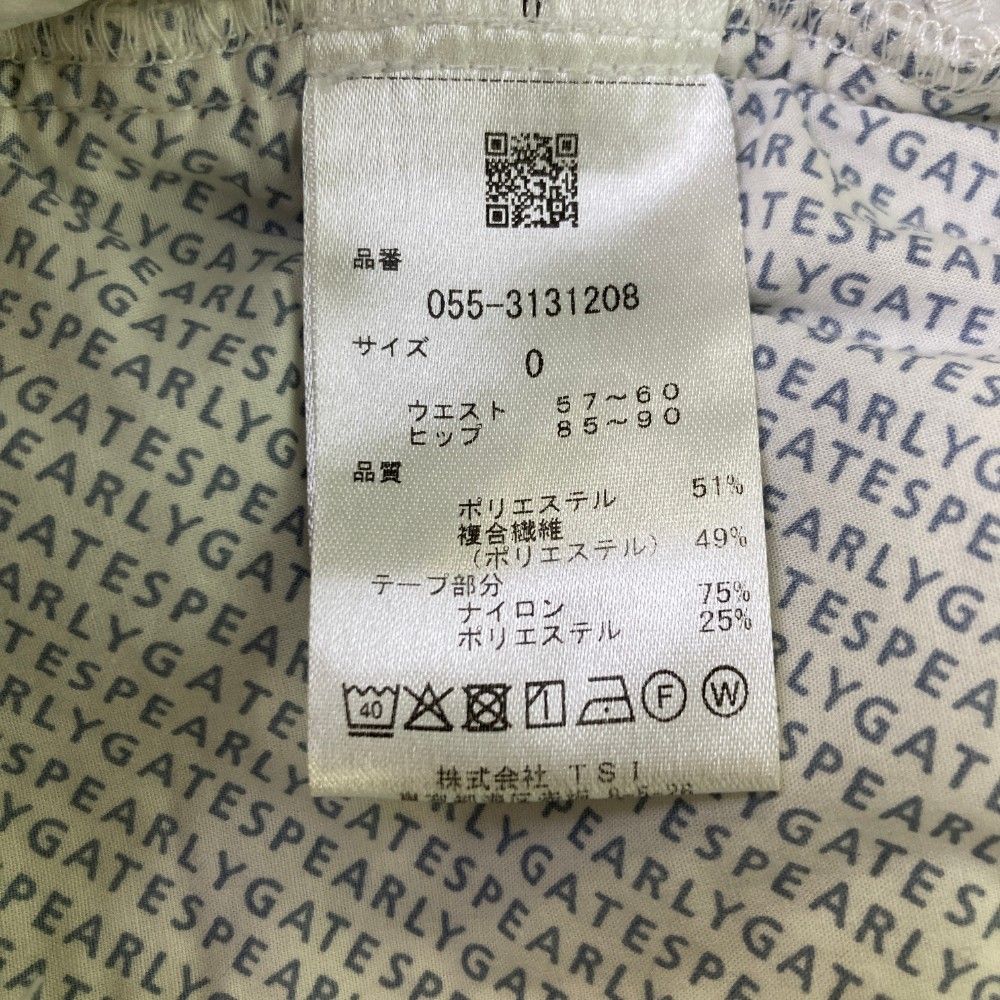 品番
055-3131208
サイズ
0
ウエスト 57～60
ヒップ 85～90
品質
ポリエステル 51%
複合繊維
(ポリエステル) 49%
テープ部分
ナイロン 75%
ポリエステル 25%
40 F W
株式会社 TSI
PEARLYGATES